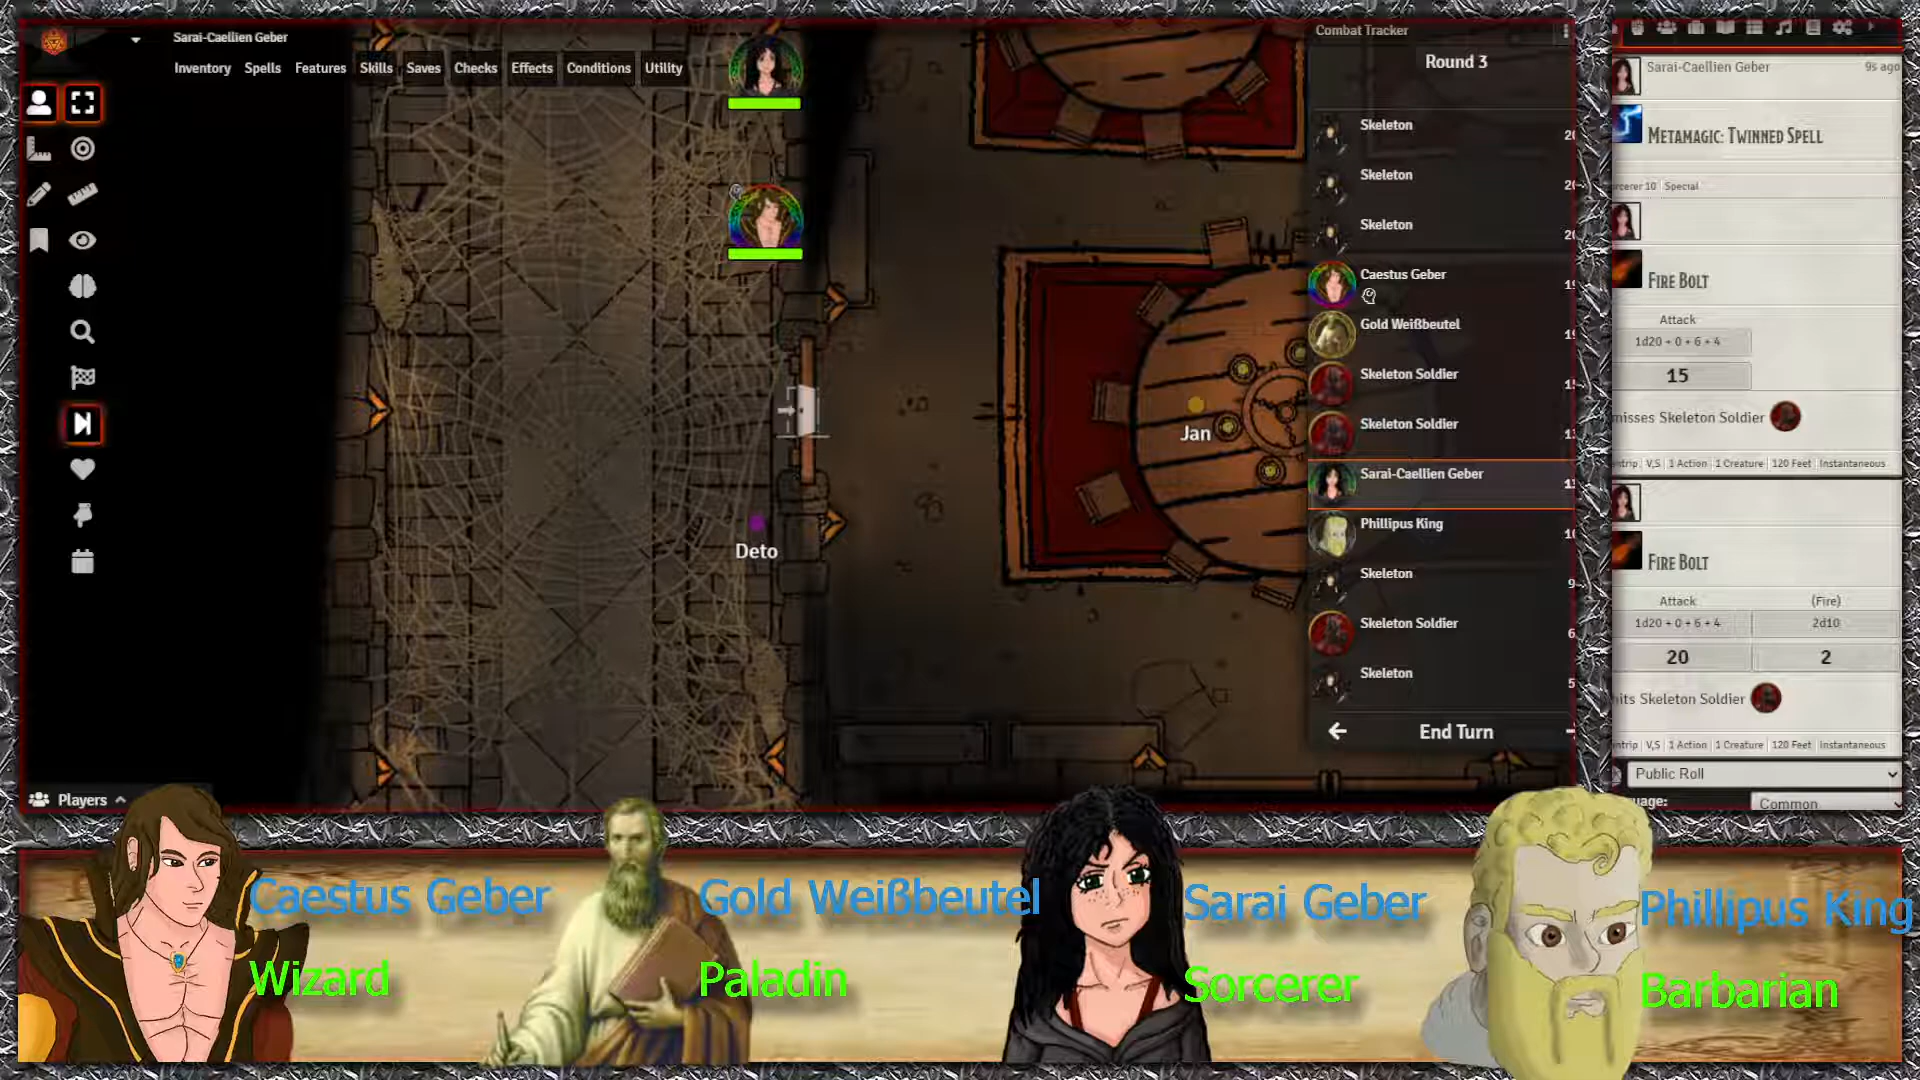 Sarai-Caellien Geber
Inventory Spells Features Skills Saves Checks Effects Conditions Utility
Jan
Deto
Players
Combat Tracker
Round 3
Skeleton
Skeleton
Skeleton
Caestus Geber
Gold Weißbeutel
Skeleton Soldier
Skeleton Soldier
Sarai-Caellien Geber
Phillipus King
Skeleton
Skeleton Soldier
Skeleton
End Turn
Sarai-Caellien Geber 9s ago
Metamagic: Twinned Spell
rcerer 10 Special
Fire Bolt
Attack
1d20 + 0 + 6 + 4
15
misses Skeleton Soldier
ntrip V,S 1 Action 1 Creature 120 Feet Instantaneous
Fire Bolt
Attack (Fire)
1d20 + 0 + 6 + 4 2d10
20 2
hits Skeleton Soldier
ntrip V,S 1 Action 1 Creature 120 Feet Instantaneous
Public Roll
uage: Common
Caestus Geber
Wizard
Gold Weißbeutel
Paladin
Sarai Geber
Sorcerer
Phillipus King
Barbarian